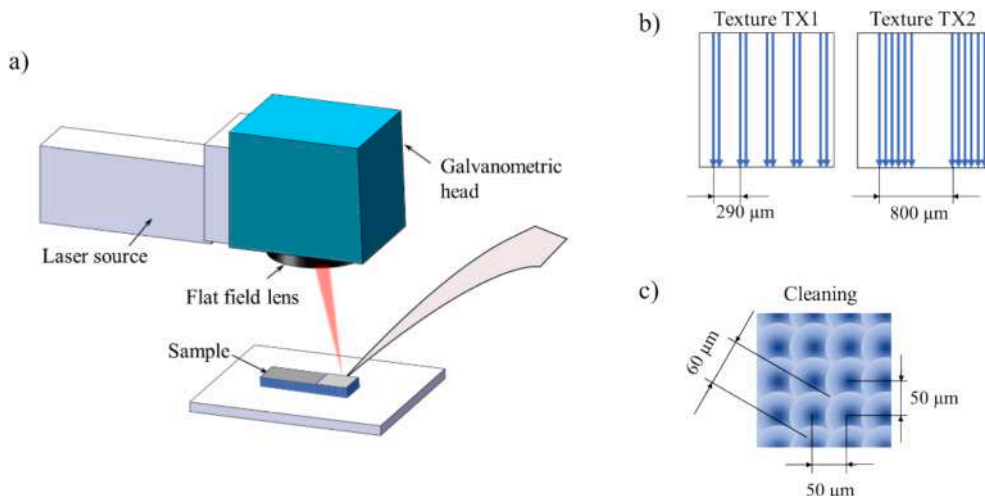 a)
Galvanometric
head
Laser source
Flat field lens
Sample
b)
Texture TX1
Texture TX2
290 μm
800 μm
c)
Cleaning
60 μm
50 μm
50 μm